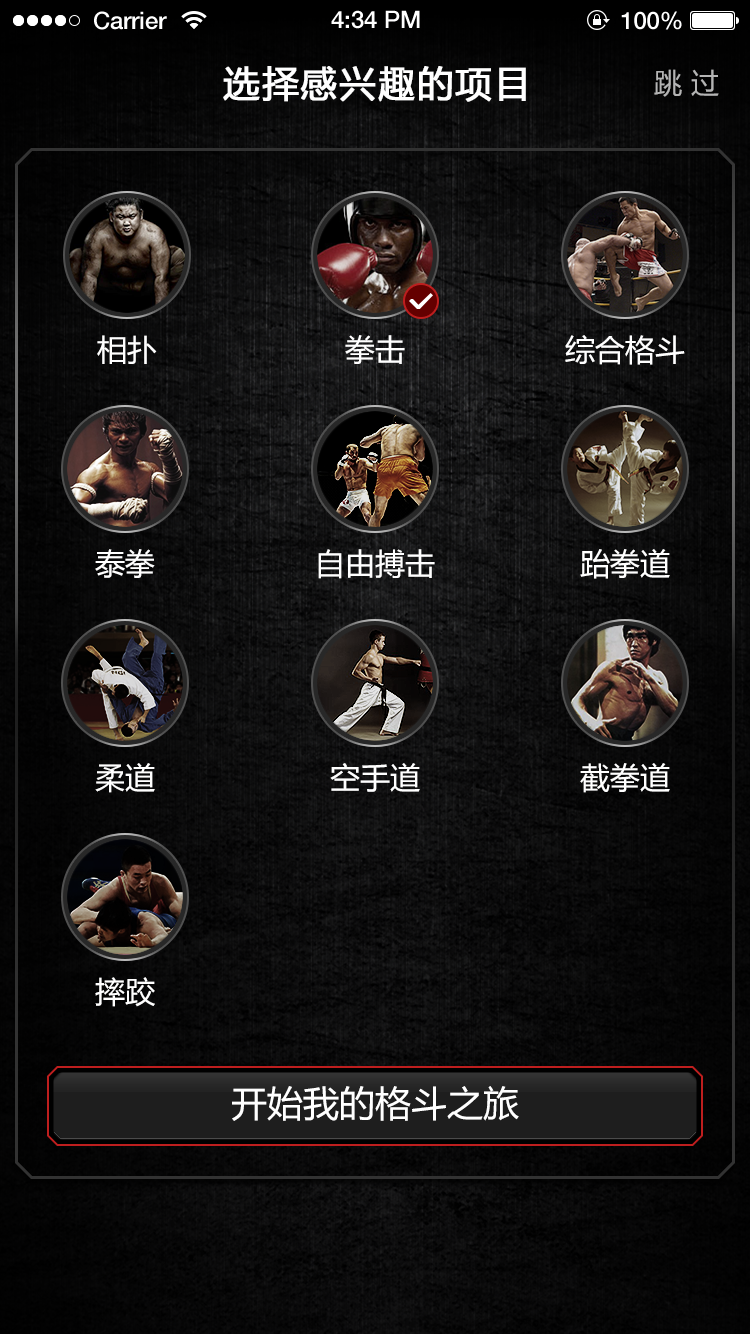 Carrier 4:34 PM 100%
选择感兴趣的项目 跳过
相扑 拳击 综合格斗
泰拳 自由搏击 跆拳道
柔道 空手道 截拳道
摔跤
开始我的格斗之旅